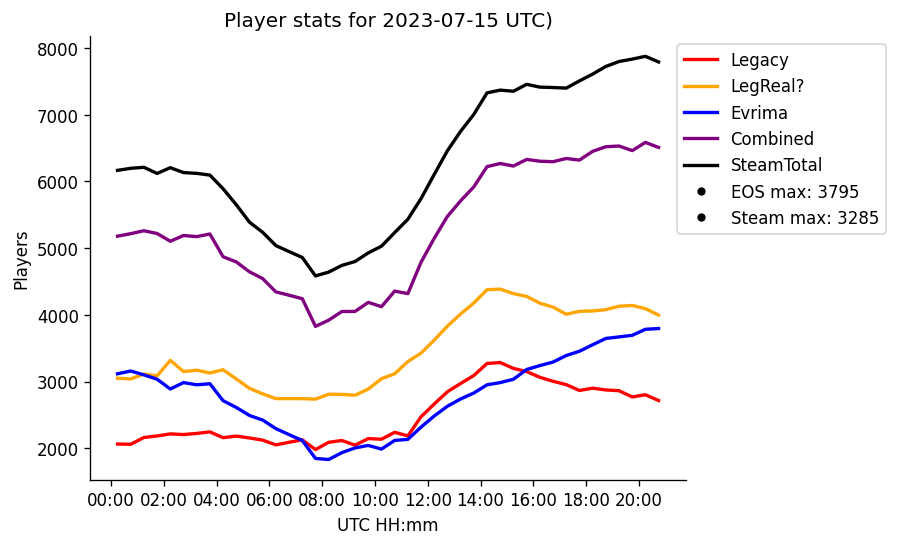 Player stats for 2023-07-15 UTC)
8000
7000
6000
5000
4000
3000
2000
Players
00:00 02:00 04:00 06:00 08:00 10:00 12:00 14:00 16:00 18:00 20:00
UTC HH:mm
Legacy
LegReal?
Evrima
Combined
SteamTotal
EOS max: 3795
Steam max: 3285